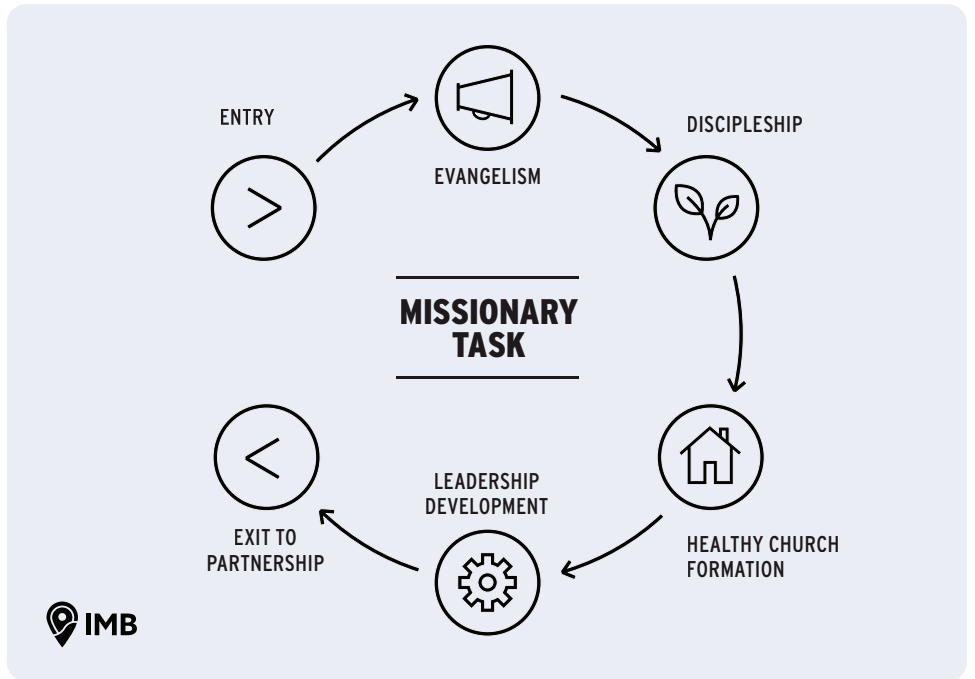 ENTRY
EVANGELISM
DISCIPLESHIP
MISSIONARY
TASK
HEALTHY CHURCH
FORMATION
LEADERSHIP
DEVELOPMENT
EXIT TO
PARTNERSHIP
IMB